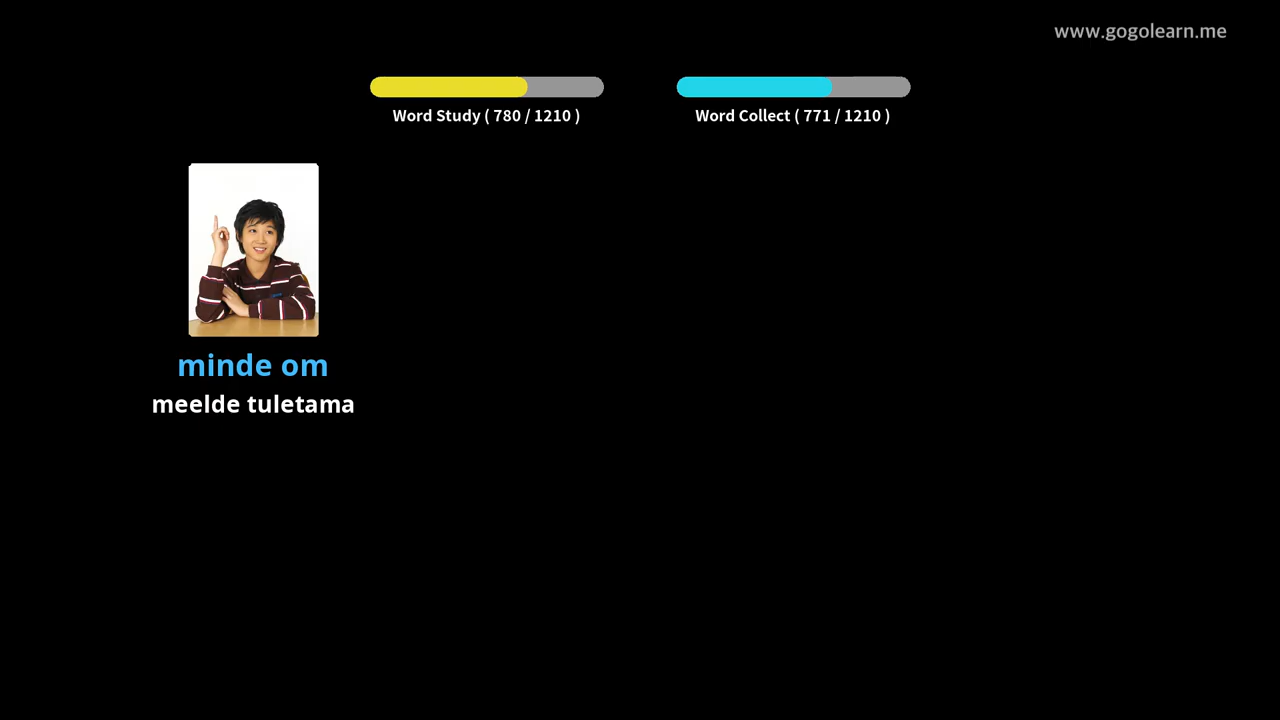 www.gogolearn.me
Word Study ( 780 / 1210 )
Word Collect ( 771 / 1210 )
minde om
meelde tuletama